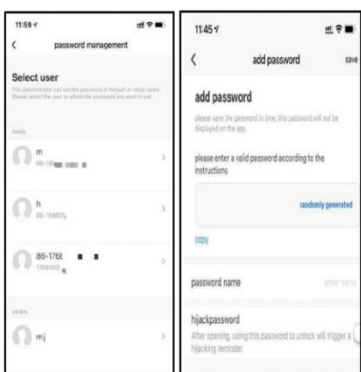 11:59
password management
Select user
The administrator can set the password of himself or other users.
Please select the user to whom the password you want to set
family
m
h
86-176
1768925
others
mj
11:45
add password
save
add password
please save the password in time, this password will not be
displayed on the app
please enter a valid password according to the
instructions
randomly generated
copy
password name
enter name
hijackpassword
After opening, using this password to unlock will trigger a
hijacking reminder